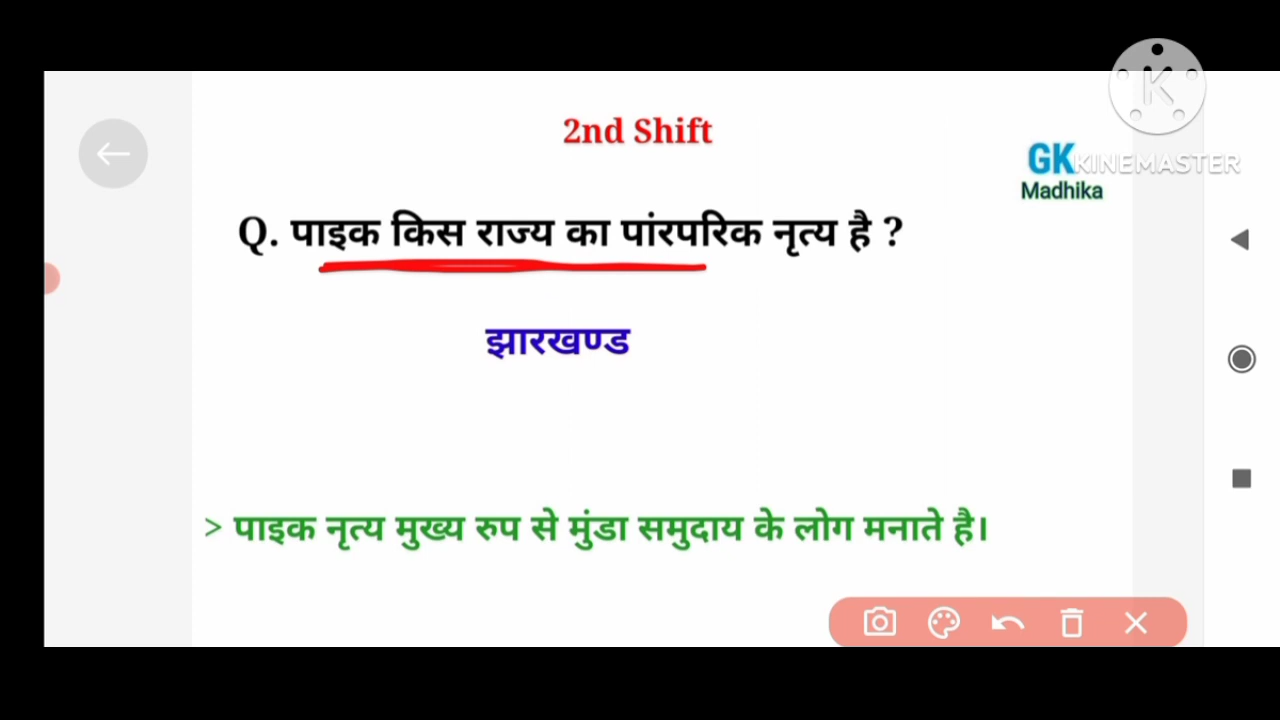 2nd Shift
GK
Madhika
KINEMASTER
Q. पाइक किस राज्य का पांरपरिक नृत्य है ?
झारखण्ड
> पाइक नृत्य मुख्य रुप से मुंडा समुदाय के लोग मनाते है।